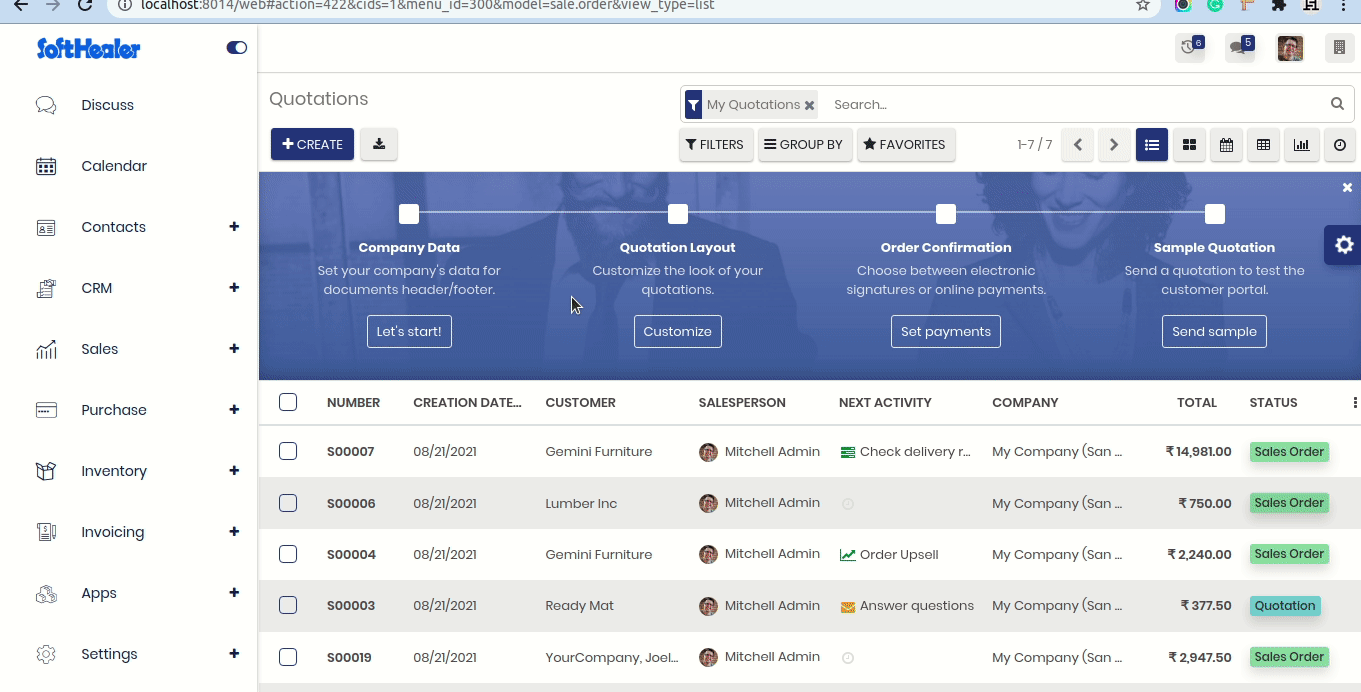 localhost:8014/web#action=422&cids=1&menu_id=300&model=sale.order&view_type=list
SoftHealer
6
5
Discuss
Calendar
Contacts
CRM
Sales
Purchase
Inventory
Invoicing
Apps
Settings
Quotations
My Quotations
Search...
CREATE
FILTERS
GROUP BY
FAVORITES
1-7 / 7
Company Data
Set your company's data for
documents header/footer.
Let's start!
Quotation Layout
Customize the look of your
quotations.
Customize
Order Confirmation
Choose between electronic
signatures or online payments.
Set payments
Sample Quotation
Send a quotation to test the
customer portal.
Send sample
NUMBER CREATION DATE... CUSTOMER SALESPERSON NEXT ACTIVITY COMPANY TOTAL STATUS
S00007 08/21/2021 Gemini Furniture Mitchell Admin Check delivery r... My Company (San ... ₹ 14,981.00 Sales Order
S00006 08/21/2021 Lumber Inc Mitchell Admin My Company (San ... ₹ 750.00 Sales Order
S00004 08/21/2021 Gemini Furniture Mitchell Admin Order Upsell My Company (San ... ₹ 2,240.00 Sales Order
S00003 08/21/2021 Ready Mat Mitchell Admin Answer questions My Company (San ... ₹ 377.50 Quotation
S00019 08/21/2021 YourCompany, Joel... Mitchell Admin My Company (San ... ₹ 2,947.50 Sales Order